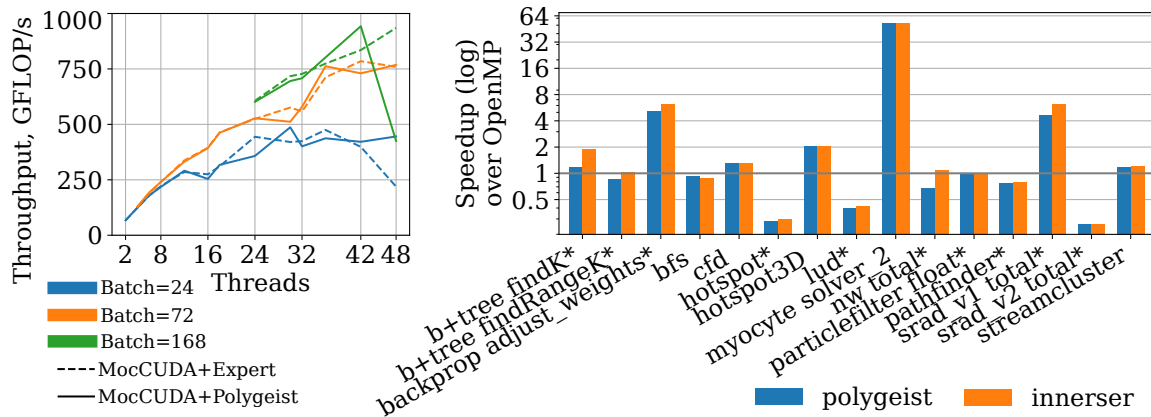 Throughput, GFLOP/s
1000
750
500
250
0
2 8 12 16 24 32 42 48
Threads
Batch=24
Batch=72
Batch=168
MocCUDA+Expert
MocCUDA+Polygeist
Speedup (log)
over OpenMP
64
32
16
8
4
2
1
0.5
b+tree findK*
b+tree findRangeK*
backprop adjust_weights*
bfs
cfd
hotspot*
hotspot3D
lud*
myocyte solver_2
nw total*
particlefilter float*
pathfinder*
srad_v1 total*
srad_v2 total*
streamcluster
polygeist
innerser